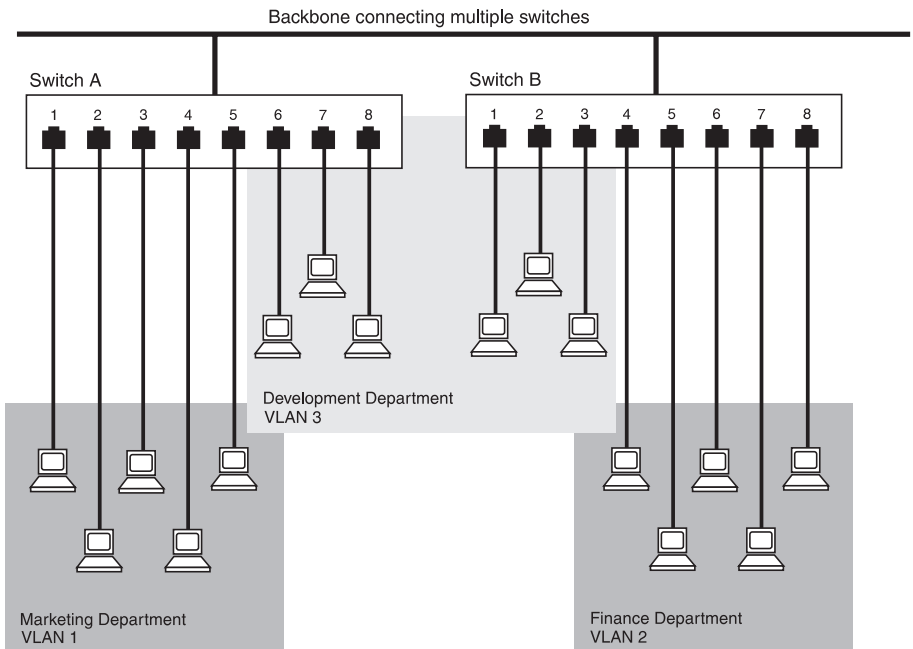 Backbone connecting multiple switches
Switch A
1 2 3 4 5 6 7 8
Switch B
1 2 3 4 5 6 7 8
Development Department
VLAN 3
Marketing Department
VLAN 1
Finance Department
VLAN 2